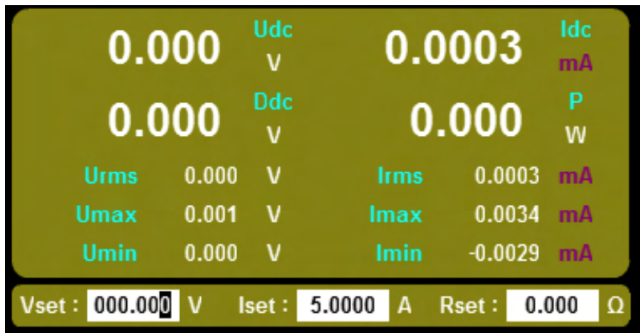 0.000 Udc V 0.0003 Idc mA
0.000 Ddc V 0.000 P W
Urms 0.000 V Irms 0.0003 mA
Umax 0.001 V Imax 0.0034 mA
Umin 0.000 V Imin -0.0029 mA
Vset : 000.000 V Iset : 5.0000 A Rset : 0.000 Ω